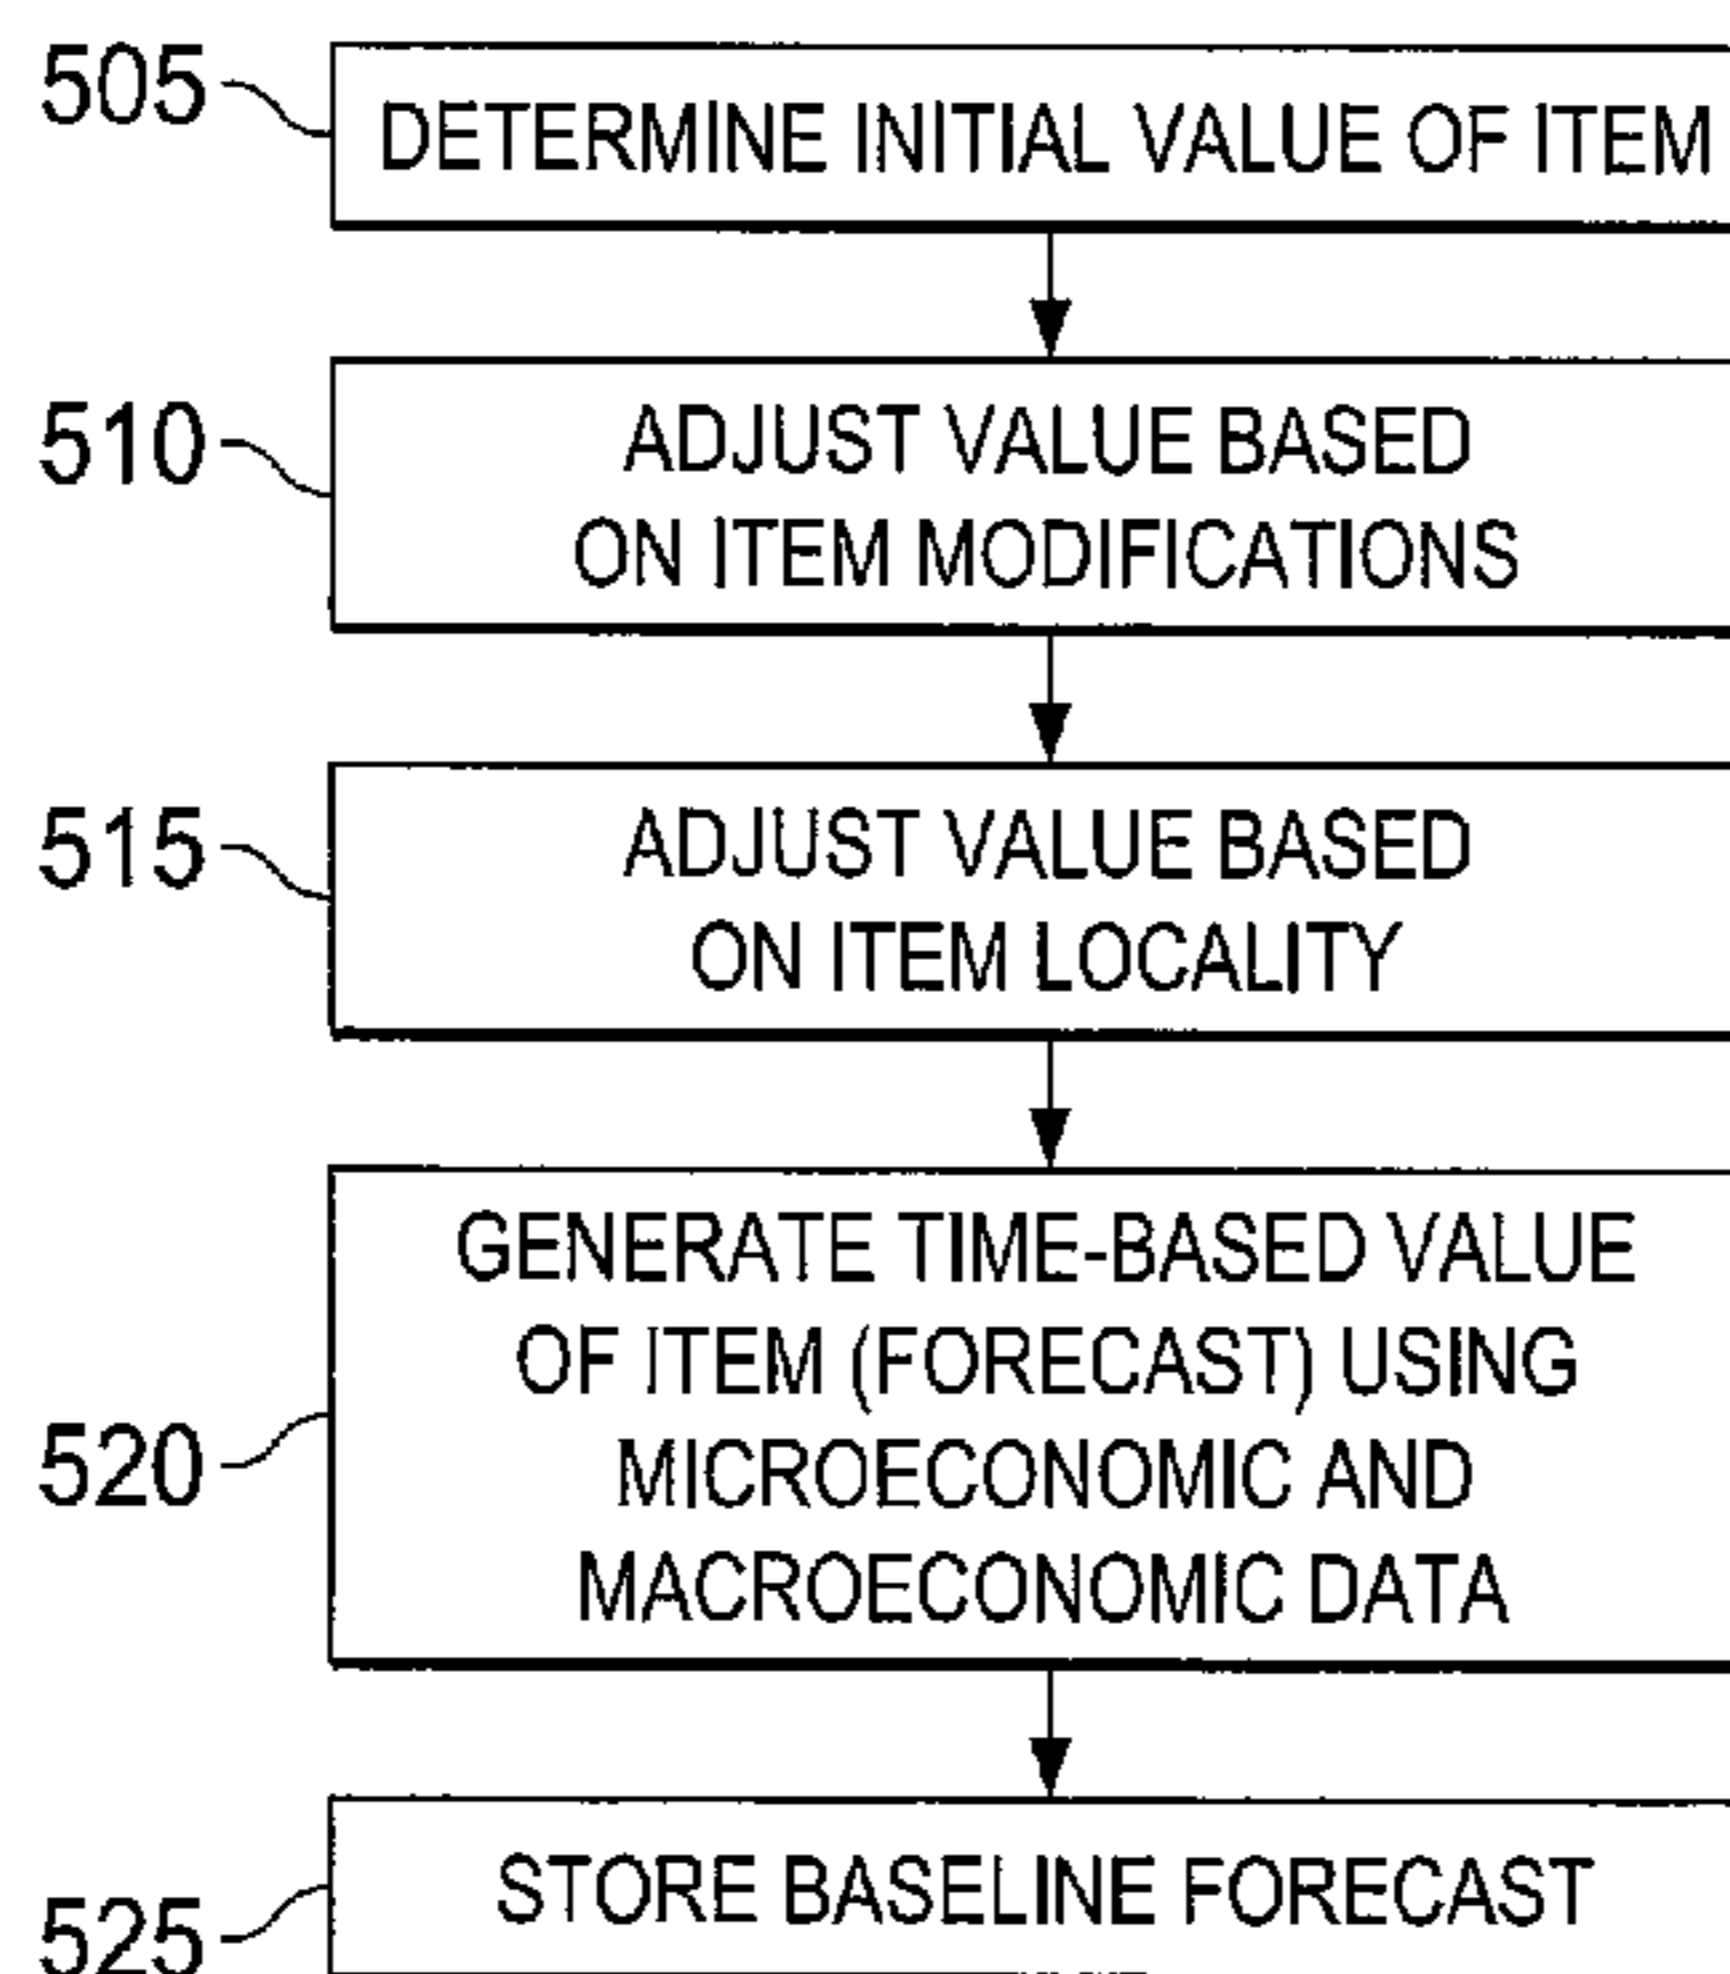 505
DETERMINE INITIAL VALUE OF ITEM
510
ADJUST VALUE BASED
ON ITEM MODIFICATIONS
515
ADJUST VALUE BASED
ON ITEM LOCALITY
520
GENERATE TIME-BASED VALUE
OF ITEM (FORECAST) USING
MICROECONOMIC AND
MACROECONOMIC DATA
525
STORE BASELINE FORECAST